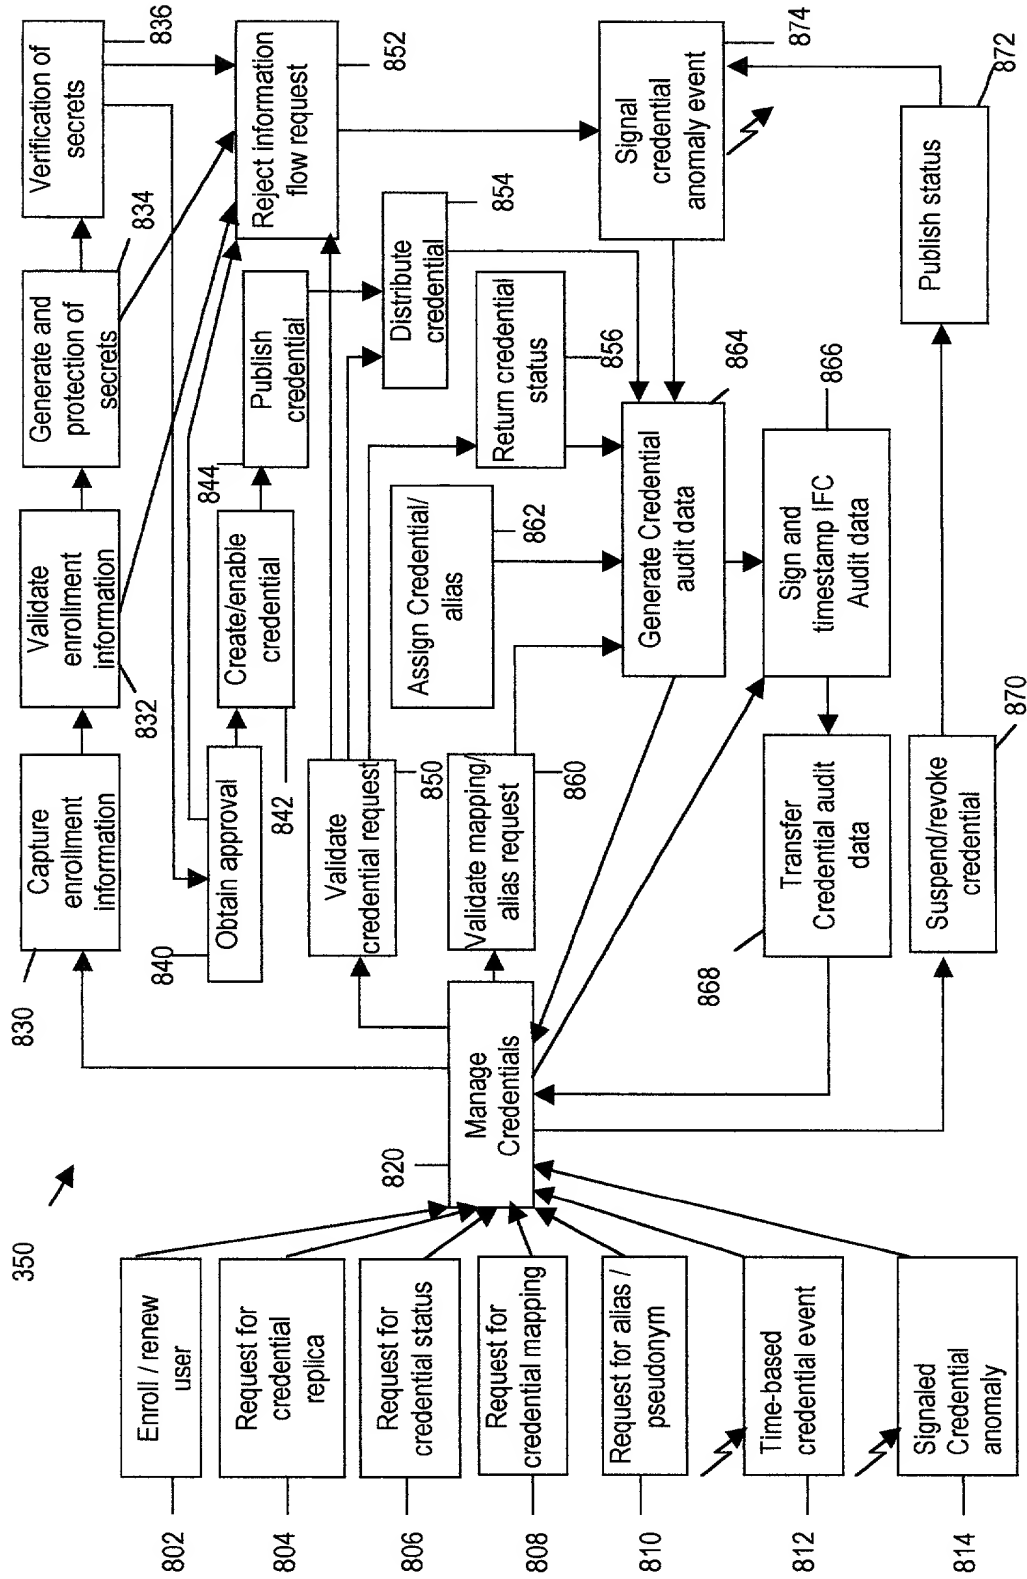 350
802
Enroll / renew
user
804
Request for
credential
replica
806
Request for
credential status
808
Request for
credential mapping
810
Request for alias /
pseudonym
812
Time-based
credential event
814
Signaled
Credential
anomaly
820
Manage
Credentials
830
Capture
enrollment
information
832
Validate
enrollment
information
834
Generate and
protection of
secrets
836
Verification of
secrets
840
Obtain approval
842
Create/enable
credential
844
Publish
credential
850
Validate
credential request
852
Reject information
flow request
854
Distribute
credential
856
Return credential
status
860
Validate mapping/
alias request
862
Assign Credential/
alias
864
Generate Credential
audit data
866
Sign and
timestamp IFC
Audit data
868
Transfer
Credential audit
data
870
Suspend/revoke
credential
872
Publish status
874
Signal
credential
anomaly event